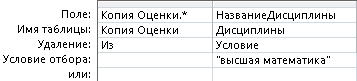 Поле: Копия Оценки.* НазваниеДисциплины
Имя таблицы: Копия Оценки Дисциплины
Удаление: Из Условие
Условие отбора: "высшая математика"
или: